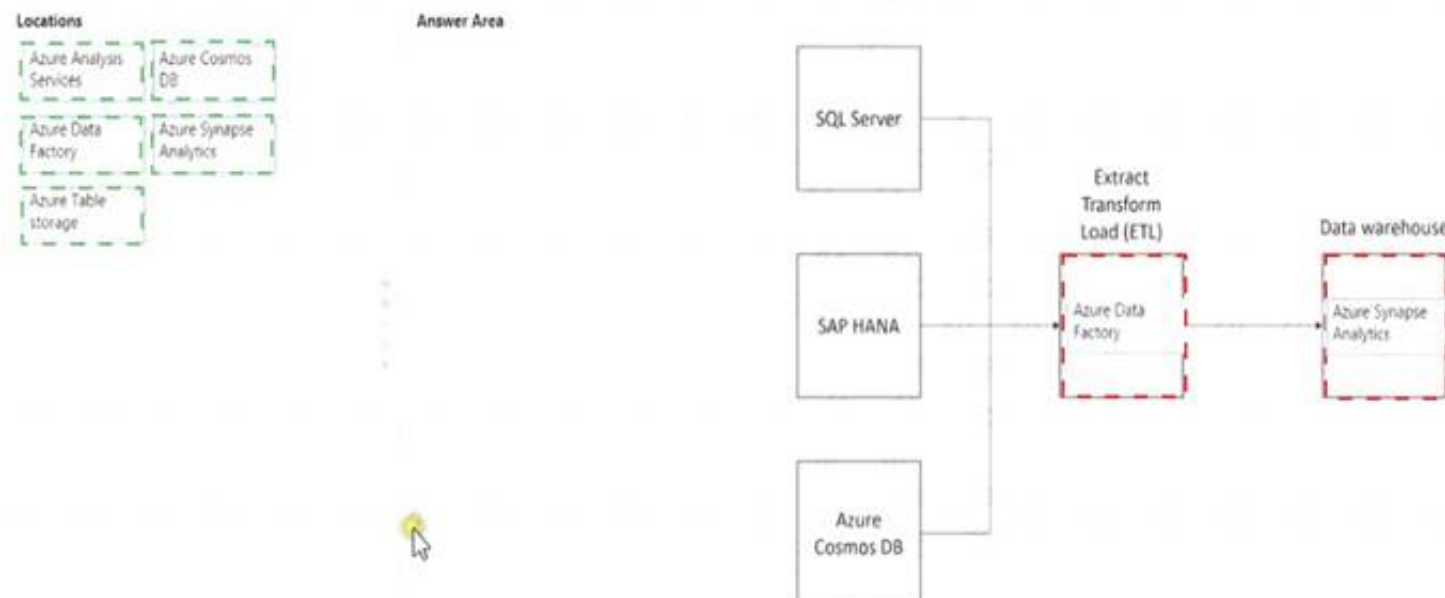 Locations
Answer Area
Azure Analysis
Services
Azure Cosmos
DB
Azure Data
Factory
Azure Synapse
Analytics
Azure Table
storage
SQL Server
SAP HANA
Azure
Cosmos DB
Extract
Transform
Load (ETL)
Azure Data
Factory
Data warehouse
Azure Synapse
Analytics